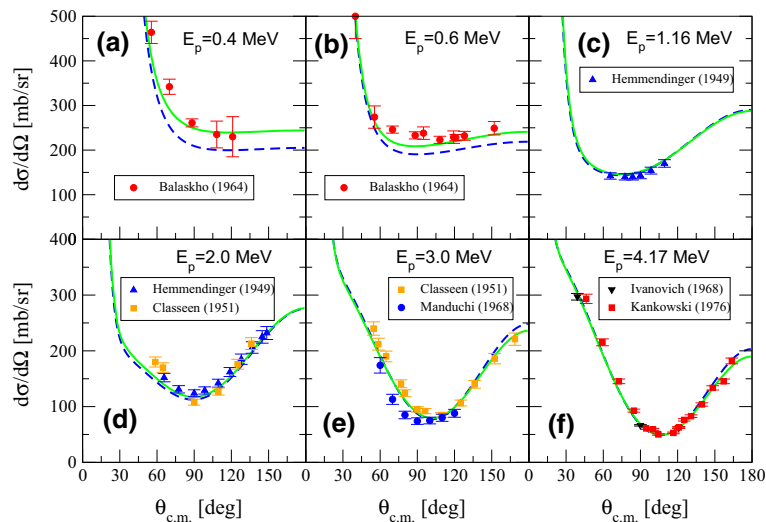 500
400
300
200
100
0
dσ/dΩ [mb/sr]
(a)
E_p=0.4 MeV
Balaskho (1964)
(b)
E_p=0.6 MeV
Balaskho (1964)
(c)
E_p=1.16 MeV
Hemmendinger (1949)
400
300
200
100
0
dσ/dΩ [mb/sr]
E_p=2.0 MeV
Hemmendinger (1949)
Classeen (1951)
(d)
E_p=3.0 MeV
Classeen (1951)
Manduchi (1968)
(e)
E_p=4.17 MeV
Ivanovich (1968)
Kankowski (1976)
(f)
0 30 60 90 120 150
30 60 90 120 150
30 60 90 120 150 180
θ_c.m. [deg]
θ_c.m. [deg]
θ_c.m. [deg]